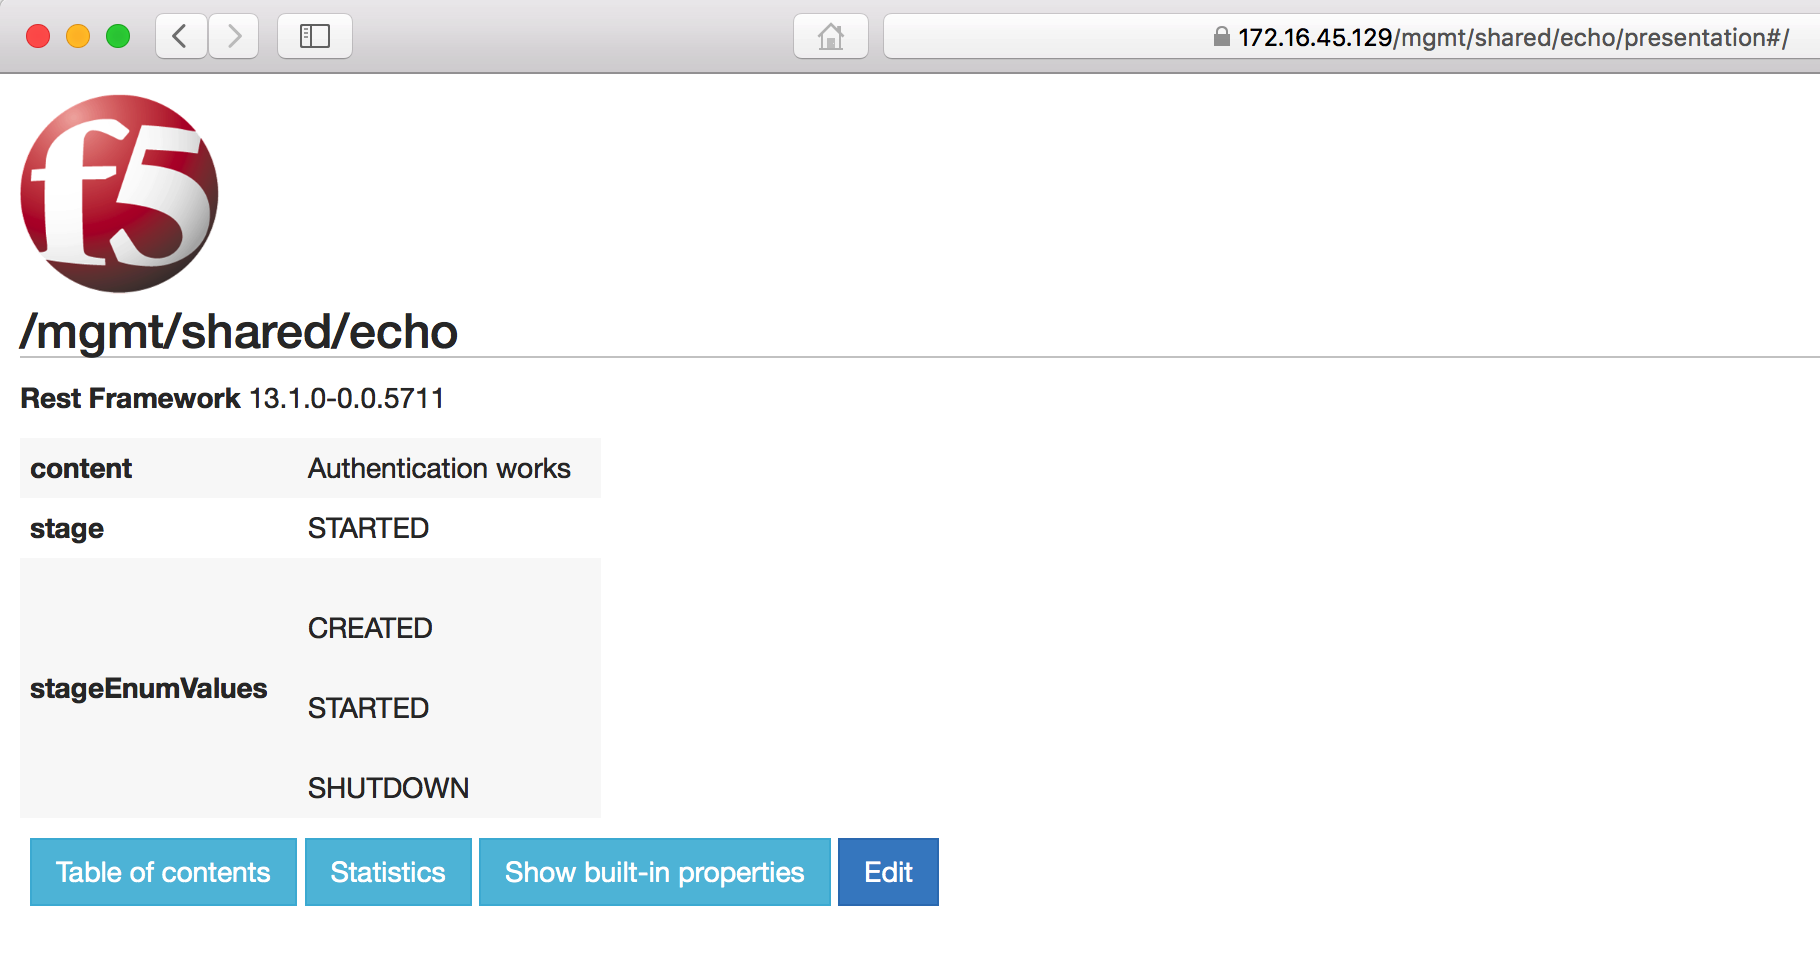 172.16.45.129/mgmt/shared/echo/presentation#/
f5
/mgmt/shared/echo
Rest Framework 13.1.0-0.0.5711
content Authentication works
stage STARTED
stageEnumValues
CREATED
STARTED
SHUTDOWN
Table of contents Statistics Show built-in properties Edit